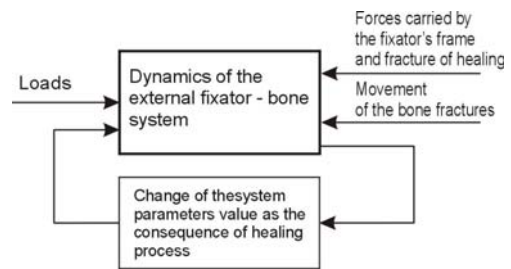 Forces carried by
the fixator's frame
and fracture of healing
Loads
Dynamics of the
external fixator - bone
system
Movement
of the bone fractures
Change of thesystem
parameters value as the
consequence of healing
process